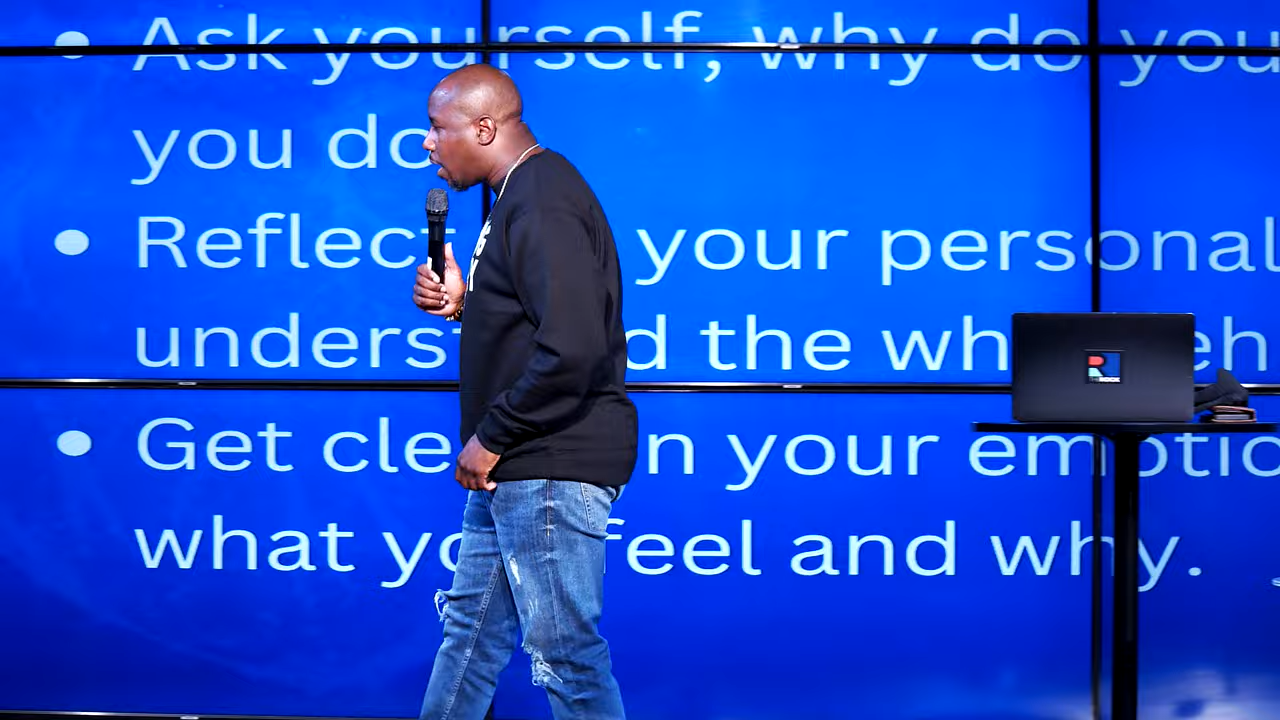 • Ask yourself, why do you
you do
• Reflect your personal
underst d the wh eh
• Get cle n your emotio
what yo feel and why.
ROCK